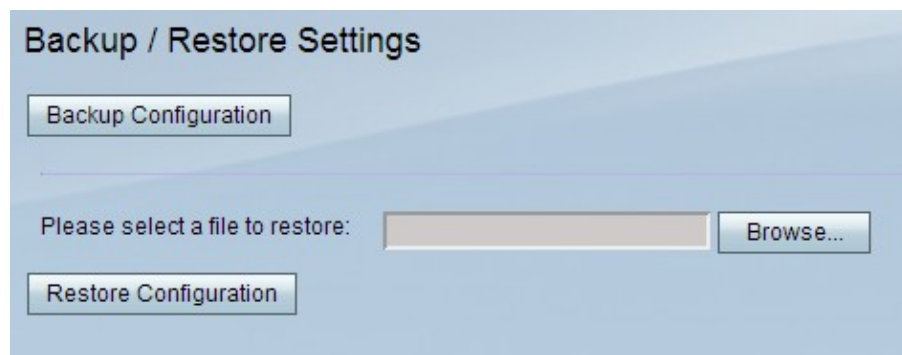 Backup / Restore Settings
Backup Configuration
Please select a file to restore: Browse...
Restore Configuration